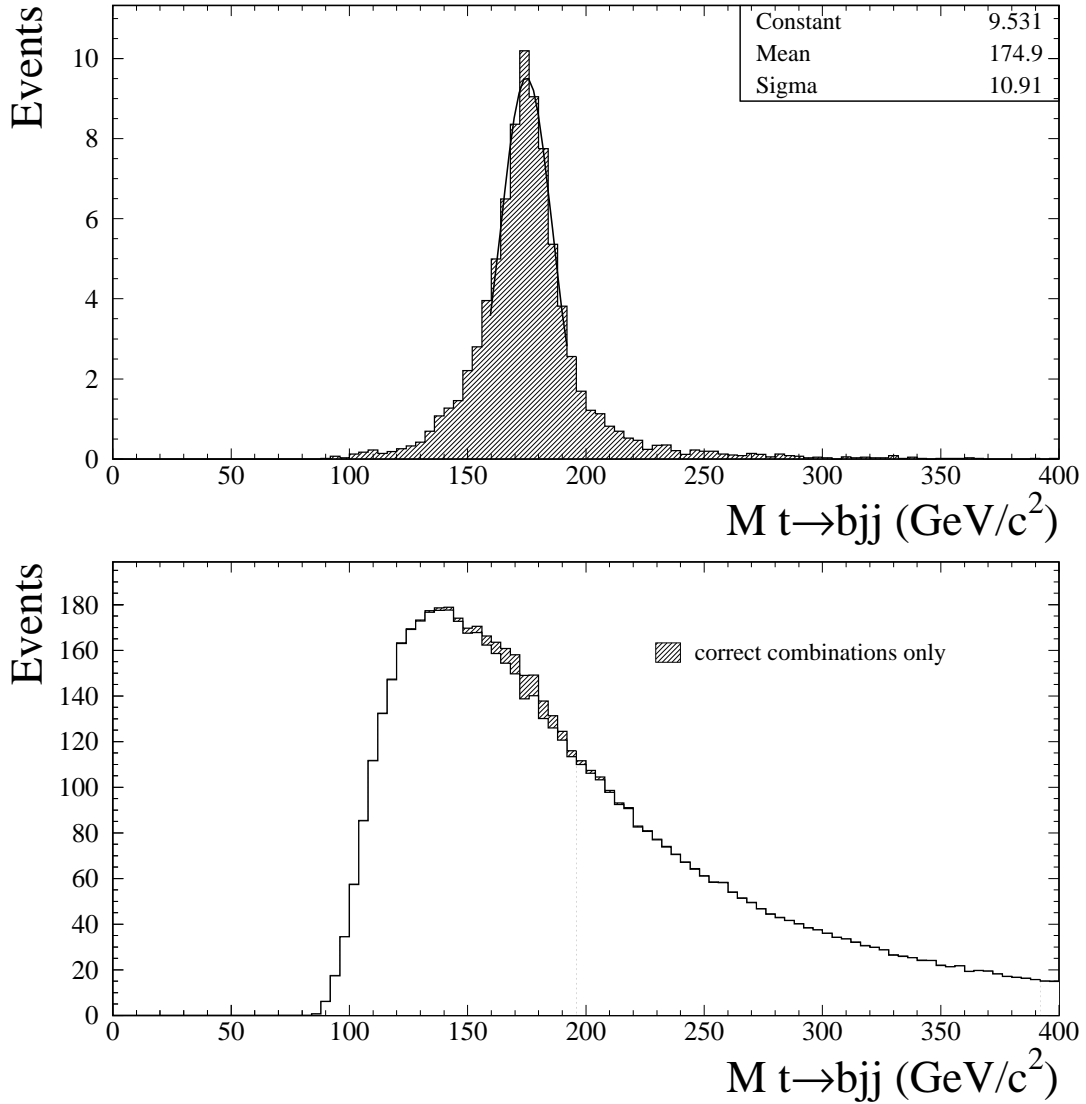 Events
Constant 9.531
Mean 174.9
Sigma 10.91
10
8
6
4
2
0
0 50 100 150 200 250 300 350 400
M t→bjj (GeV/c²)
Events
180
160
140
120
100
80
60
40
20
0
correct combinations only
0 50 100 150 200 250 300 350 400
M t→bjj (GeV/c²)